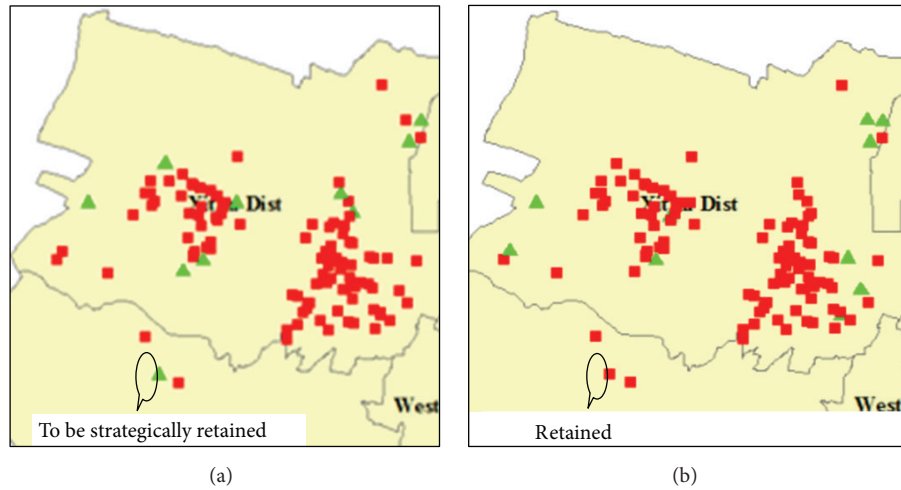 Dist
West
To be strategically retained
(a)
Dist
West
Retained
(b)